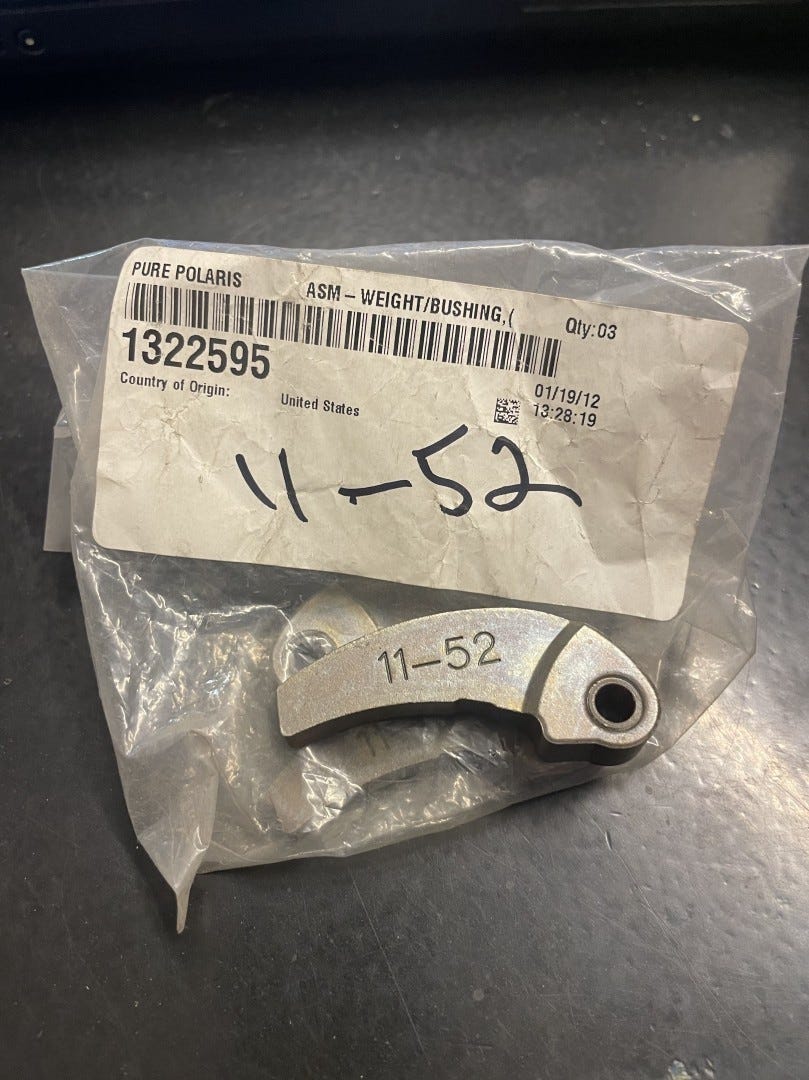 PURE POLARIS
ASM – WEIGHT/BUSHING,(
Qty:03
1322595
Country of Origin:
United States
01/19/12
13:28:19
11-52
11-52
11